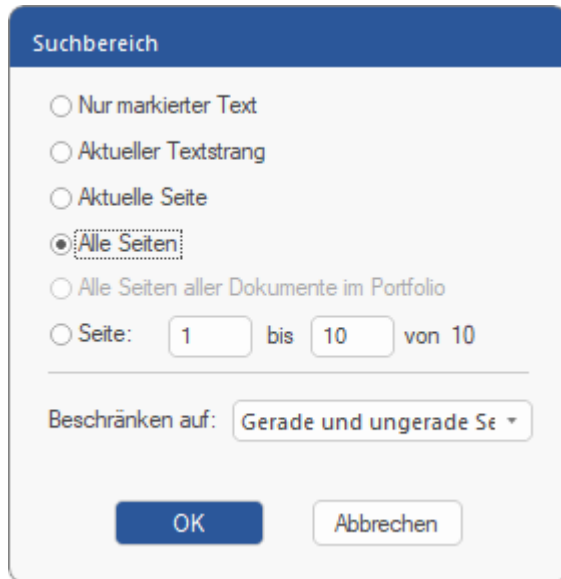 Suchbereich
Nur markierter Text
Aktueller Textstrang
Aktuelle Seite
Alle Seiten
Alle Seiten aller Dokumente im Portfolio
Seite: 1 bis 10 von 10
Beschränken auf: Gerade und ungerade Se
OK Abbrechen